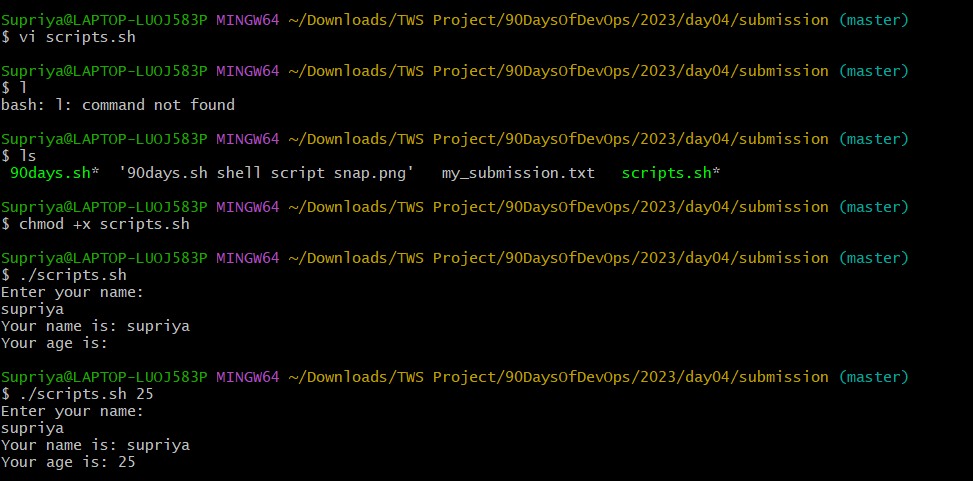 Supriya@LAPTOP-LUOJ583P MINGW64 ~/Downloads/TWS Project/90DaysOfDevOps/2023/day04/submission (master)
$ vi scripts.sh
Supriya@LAPTOP-LUOJ583P MINGW64 ~/Downloads/TWS Project/90DaysOfDevOps/2023/day04/submission (master)
$ l
bash: l: command not found
Supriya@LAPTOP-LUOJ583P MINGW64 ~/Downloads/TWS Project/90DaysOfDevOps/2023/day04/submission (master)
$ ls
90days.sh*  '90days.sh shell script snap.png'   my_submission.txt   scripts.sh*
Supriya@LAPTOP-LUOJ583P MINGW64 ~/Downloads/TWS Project/90DaysOfDevOps/2023/day04/submission (master)
$ chmod +x scripts.sh
Supriya@LAPTOP-LUOJ583P MINGW64 ~/Downloads/TWS Project/90DaysOfDevOps/2023/day04/submission (master)
$ ./scripts.sh
Enter your name:
supriya
Your name is: supriya
Your age is:
Supriya@LAPTOP-LUOJ583P MINGW64 ~/Downloads/TWS Project/90DaysOfDevOps/2023/day04/submission (master)
$ ./scripts.sh 25
Enter your name:
supriya
Your name is: supriya
Your age is: 25